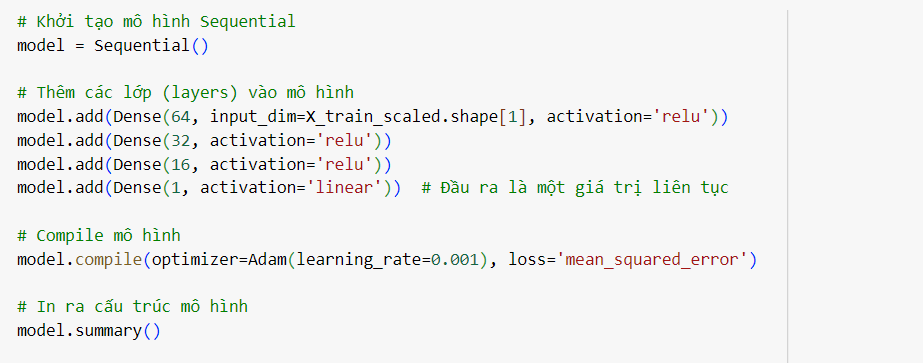 # Khởi tạo mô hình Sequential
model = Sequential()
# Thêm các lớp (layers) vào mô hình
model.add(Dense(64, input_dim=X_train_scaled.shape[1], activation='relu'))
model.add(Dense(32, activation='relu'))
model.add(Dense(16, activation='relu'))
model.add(Dense(1, activation='linear'))  # Đầu ra là một giá trị liên tục
# Compile mô hình
model.compile(optimizer=Adam(learning_rate=0.001), loss='mean_squared_error')
# In ra cấu trúc mô hình
model.summary()